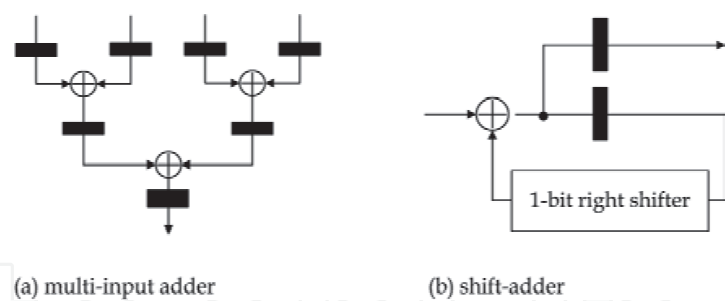 1-bit right shifter
(a) multi-input adder
(b) shift-adder